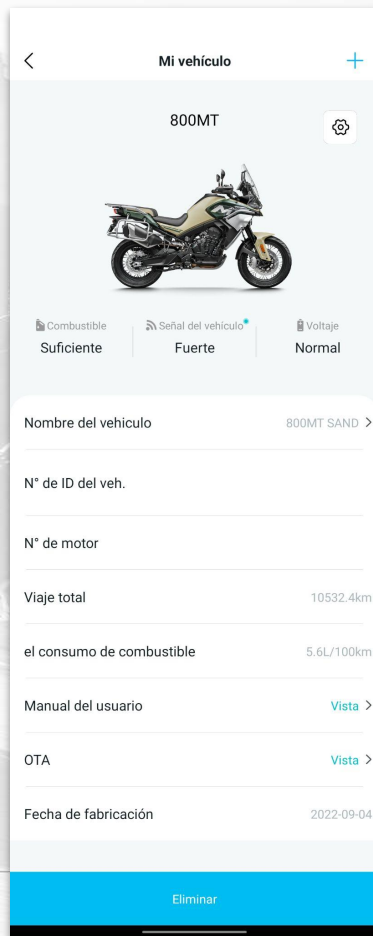 Mi vehículo
800MT
Combustible
Señal del vehículo
Voltaje
Suficiente
Fuerte
Normal
Nombre del vehiculo 800MT SAND
N° de ID del veh.
N° de motor
Viaje total 10532.4km
el consumo de combustible 5.6L/100km
Manual del usuario Vista
OTA Vista
Fecha de fabricación 2022-09-04
Eliminar